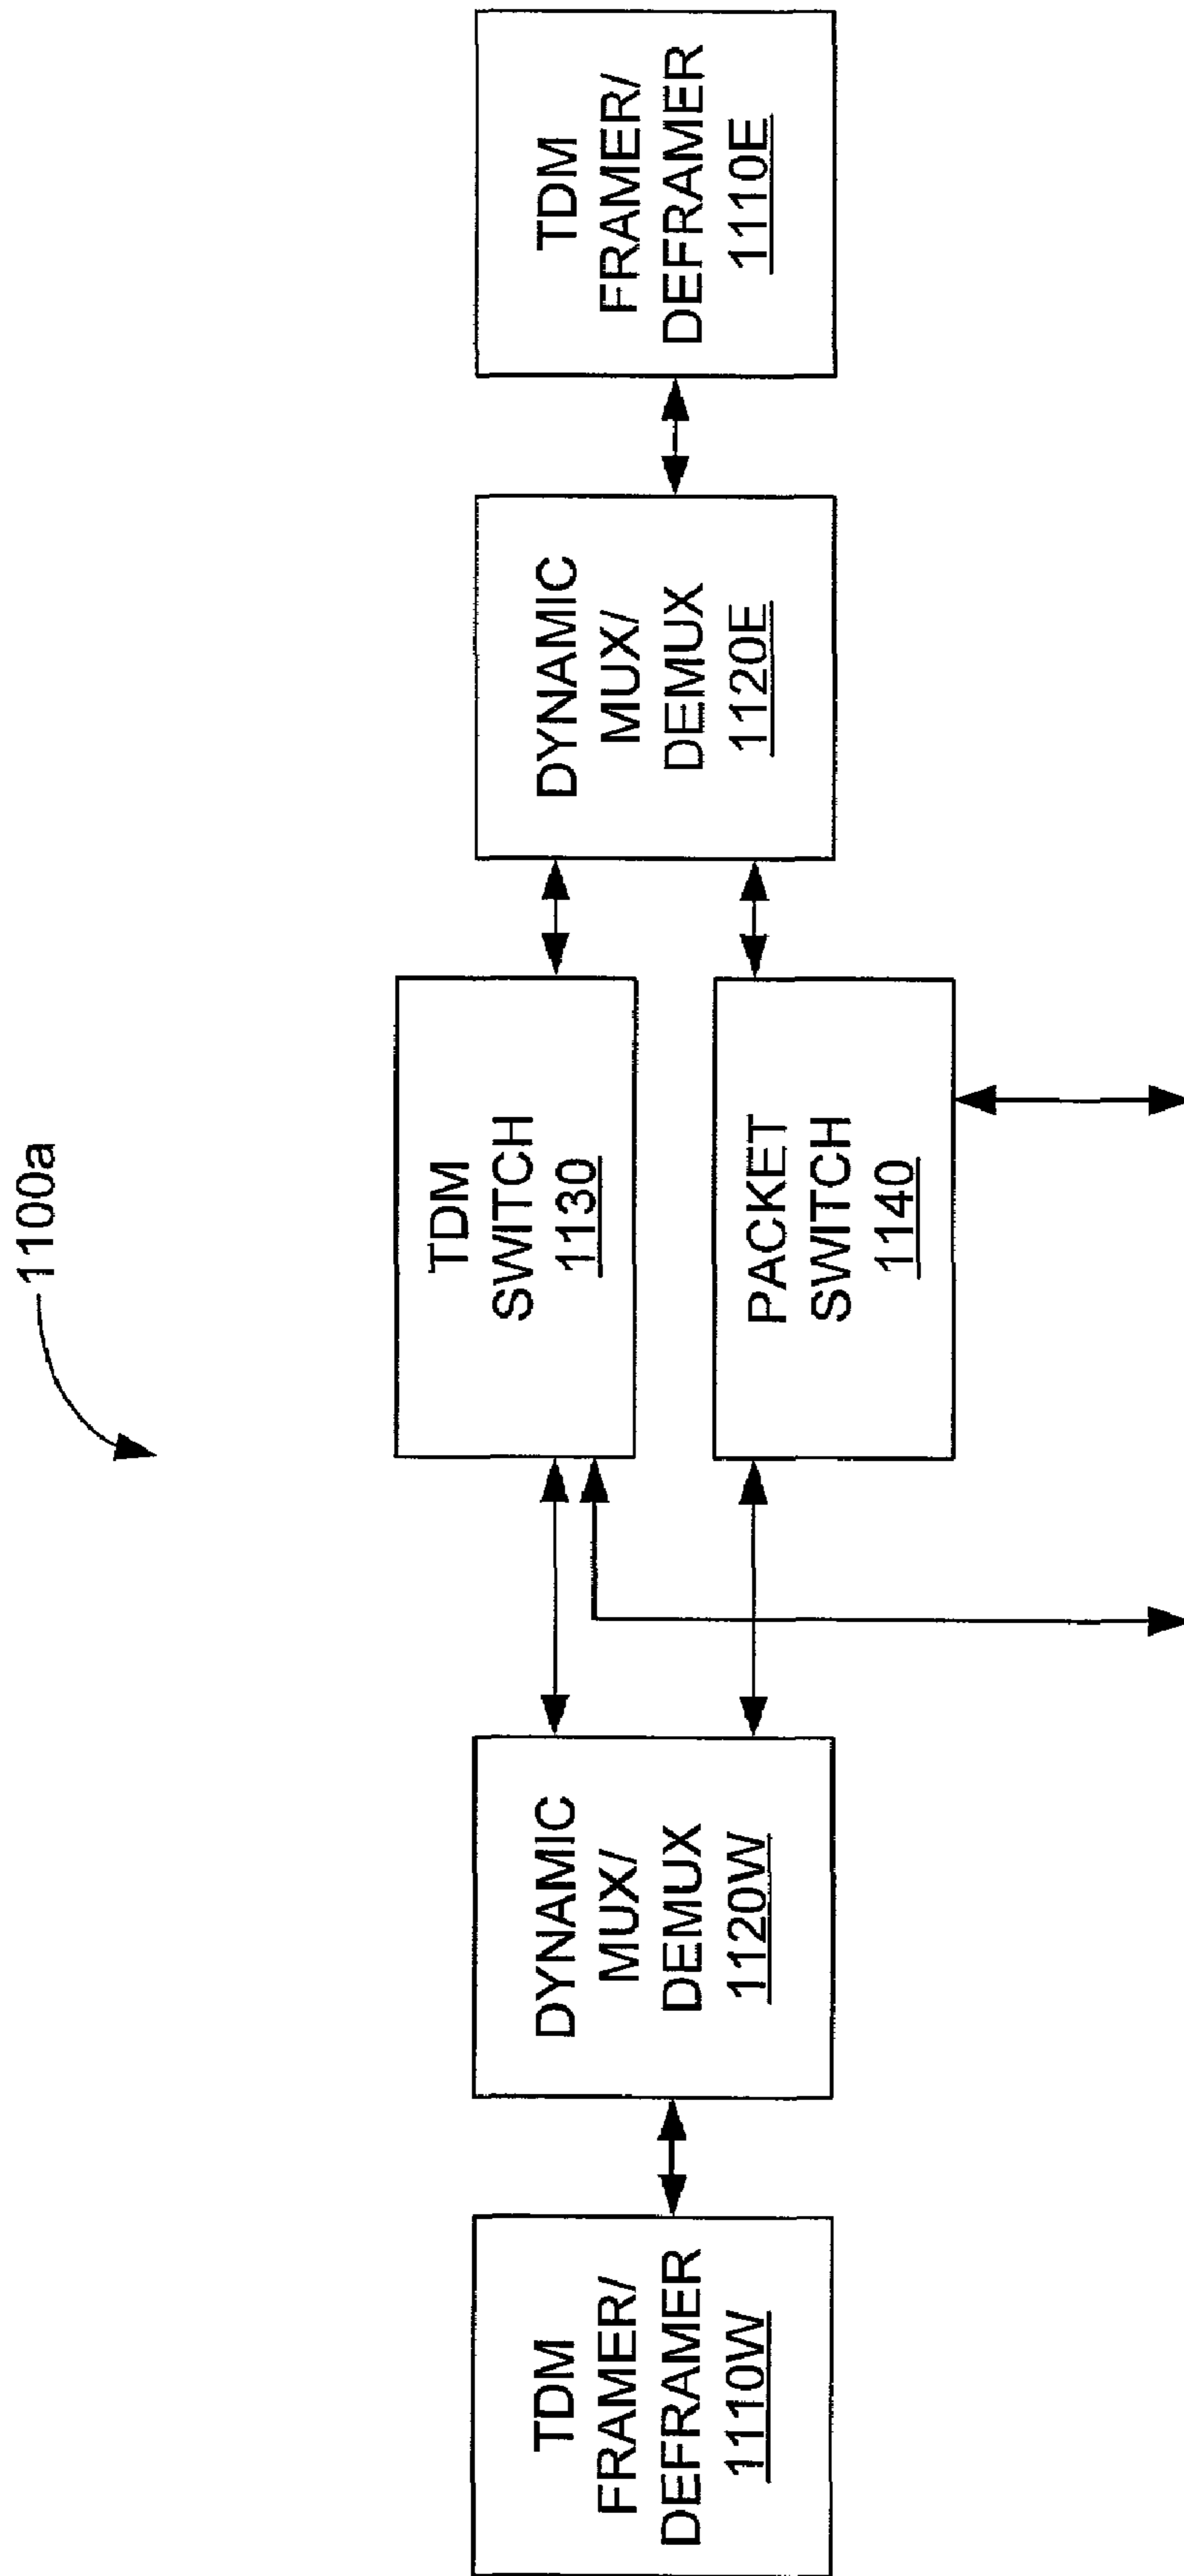 1100a
TDM
FRAMER/
DEFRAMER
1110W
DYNAMIC
MUX/
DEMUX
1120W
TDM
SWITCH
1130
PACKET
SWITCH
1140
DYNAMIC
MUX/
DEMUX
1120E
TDM
FRAMER/
DEFRAMER
1110E